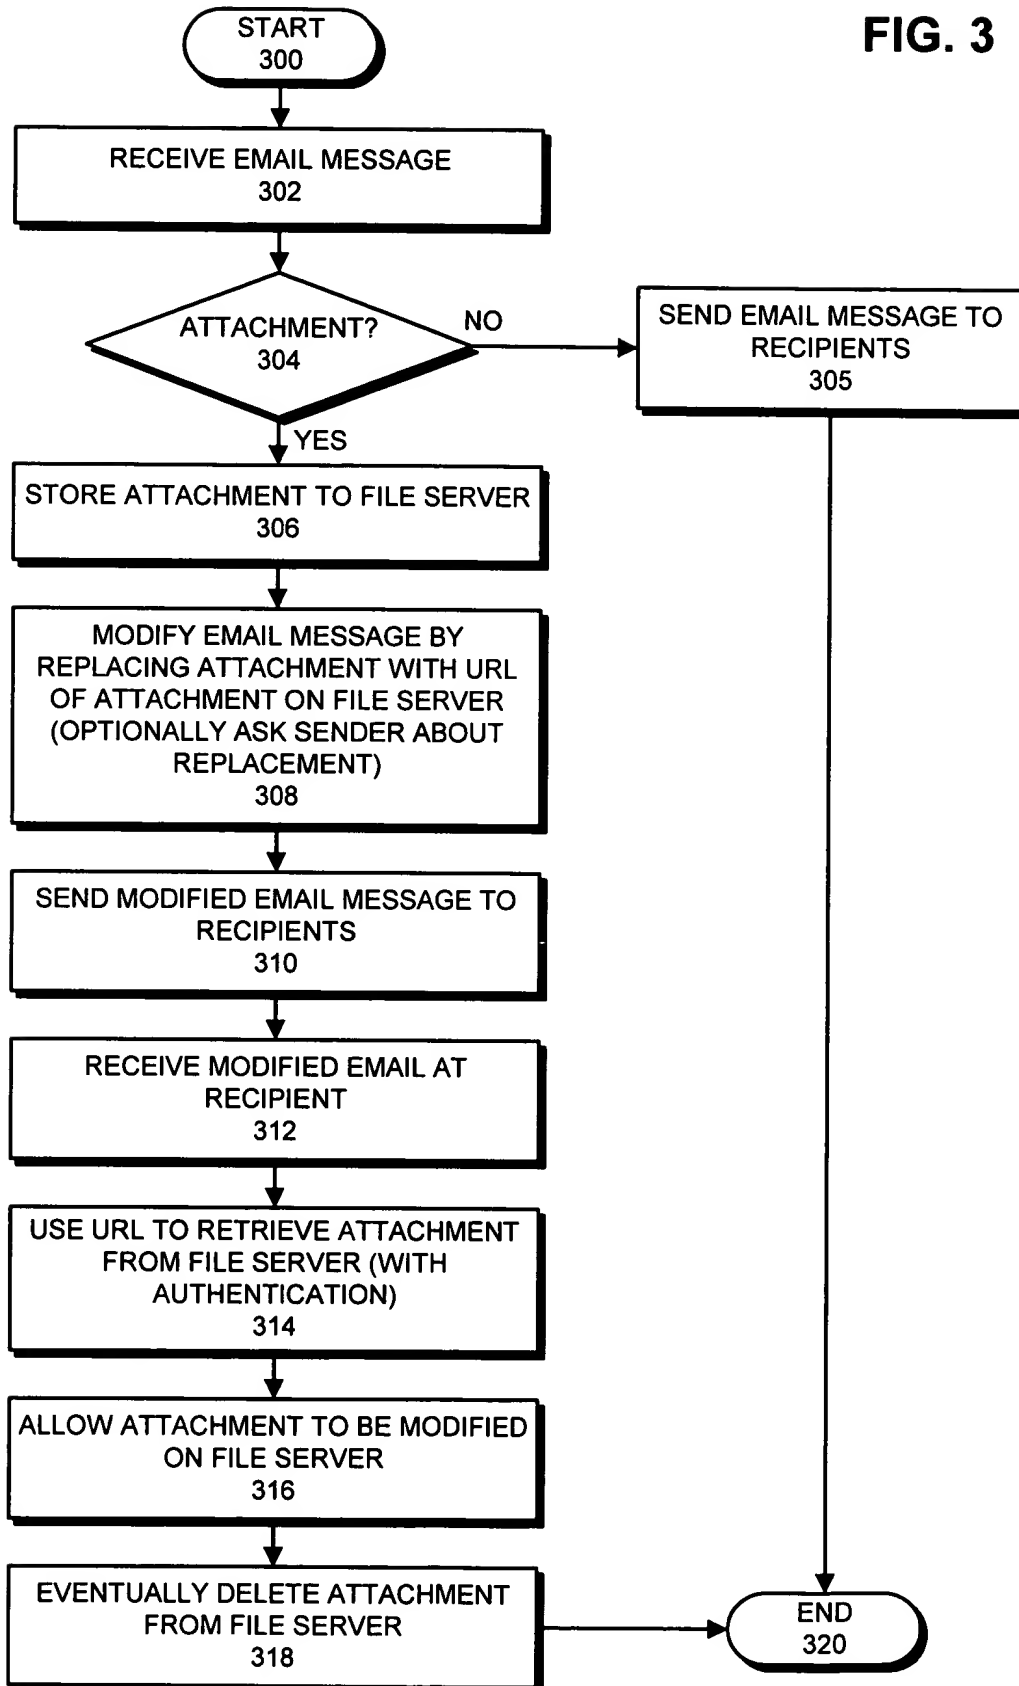 FIG. 3
START
300
RECEIVE EMAIL MESSAGE
302
ATTACHMENT?
304
NO
SEND EMAIL MESSAGE TO
RECIPIENTS
305
YES
STORE ATTACHMENT TO FILE SERVER
306
MODIFY EMAIL MESSAGE BY
REPLACING ATTACHMENT WITH URL
OF ATTACHMENT ON FILE SERVER
(OPTIONALLY ASK SENDER ABOUT
REPLACEMENT)
308
SEND MODIFIED EMAIL MESSAGE TO
RECIPIENTS
310
RECEIVE MODIFIED EMAIL AT
RECIPIENT
312
USE URL TO RETRIEVE ATTACHMENT
FROM FILE SERVER (WITH
AUTHENTICATION)
314
ALLOW ATTACHMENT TO BE MODIFIED
ON FILE SERVER
316
EVENTUALLY DELETE ATTACHMENT
FROM FILE SERVER
318
END
320